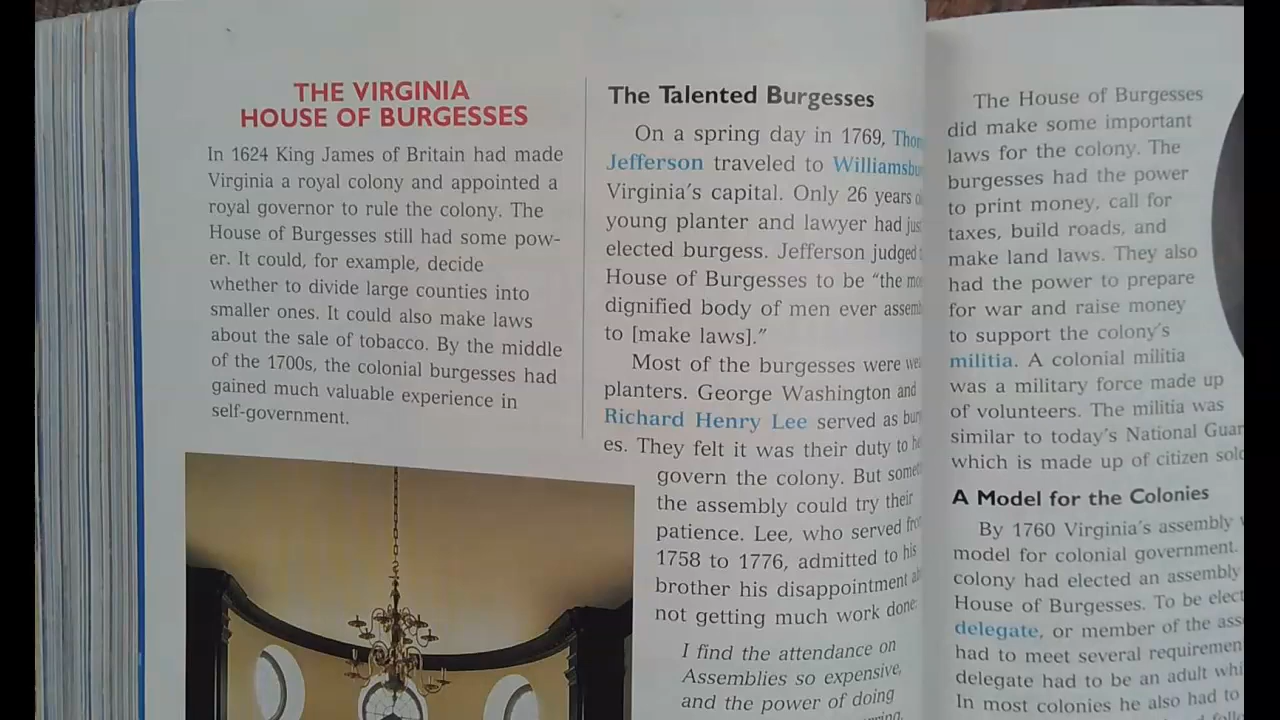 THE VIRGINIA
HOUSE OF BURGESSES
In 1624 King James of Britain had made
Virginia a royal colony and appointed a
royal governor to rule the colony. The
House of Burgesses still had some pow-
er. It could, for example, decide
whether to divide large counties into
smaller ones. It could also make laws
about the sale of tobacco. By the middle
of the 1700s, the colonial burgesses had
gained much valuable experience in
self-government.
The Talented Burgesses
On a spring day in 1769,
Jefferson traveled to
Virginia's capital. Only 26 years
young planter and lawyer had
elected burgess. Jefferson judged
House of Burgesses to be "the
dignified body of men ever
to [make laws]."
Most of the burgesses were
planters. George Washington and
Richard Henry Lee served as
es. They felt it was their duty to
govern the colony. But
the assembly could try their
patience. Lee, who served
1758 to 1776, admitted to his
brother his disappointment
not getting much work done:
I find the attendance on
Assemblies so expensive,
and the power of doing
The House of Burgesses
did make some important
laws for the colony. The
burgesses had the power
to print money, call for
taxes, build roads, and
make land laws. They also
had the power to prepare
for war and raise money
to support the colony's
militia. A colonial militia
was a military force made up
of volunteers. The militia was
similar to today's National
which is made up of citizen
A Model for the Colonies
By 1760 Virginia's assembly
model for colonial government.
colony had elected an assembly
House of Burgesses. To be
delegate, or member of the
had to meet several
delegate had to be an adult
In most colonies he also had to